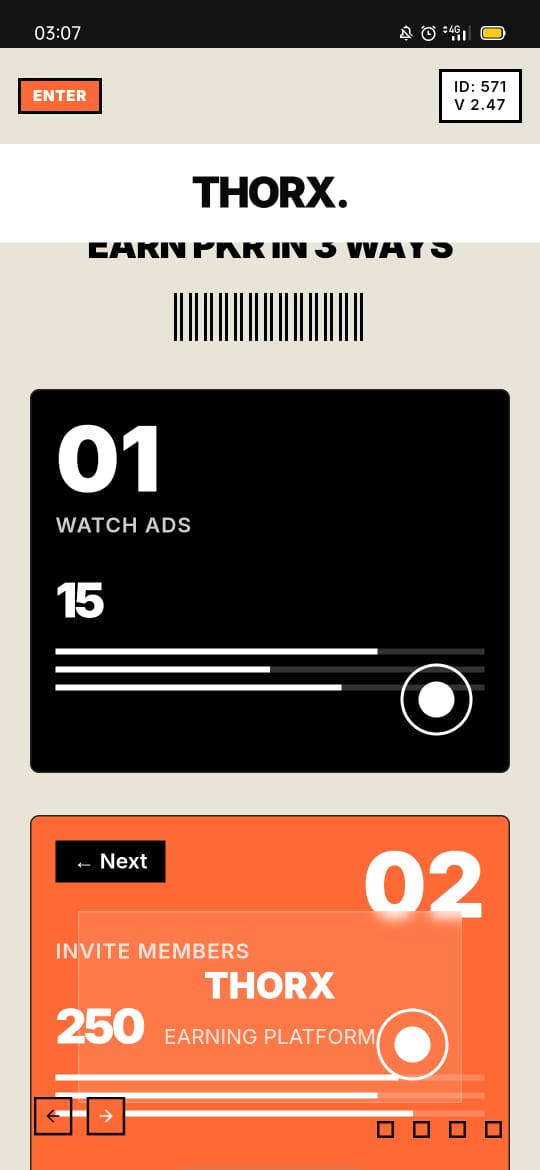 03:07
4G
ENTER
ID: 571
V 2.47
THORX.
EARN PKR IN 3 WAYS
01
WATCH ADS
15
← Next
02
INVITE MEMBERS
THORX
250
EARNING PLATFORM
← →